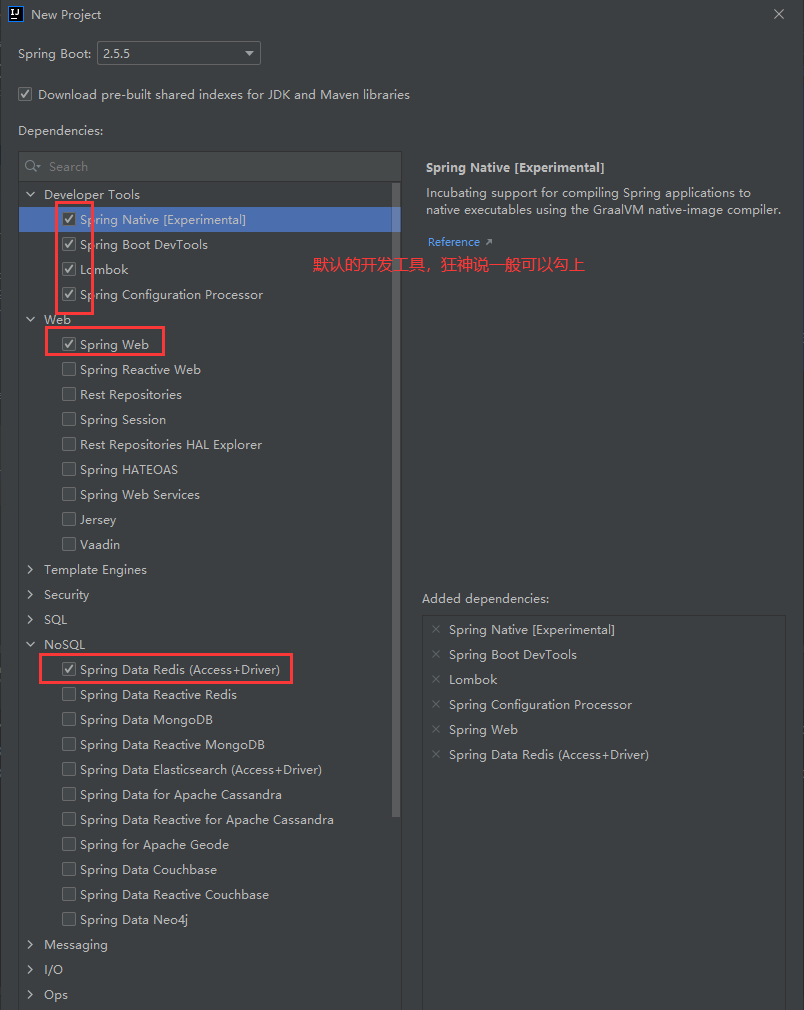 New Project
Spring Boot: 2.5.5
Download pre-built shared indexes for JDK and Maven libraries
Dependencies:
Search
Developer Tools
Spring Native [Experimental]
Spring Boot DevTools
Lombok
Spring Configuration Processor
Web
Spring Web
Spring Reactive Web
Rest Repositories
Spring Session
Rest Repositories HAL Explorer
Spring HATEOAS
Spring Web Services
Jersey
Vaadin
Template Engines
Security
SQL
NoSQL
Spring Data Redis (Access+Driver)
Spring Data Reactive Redis
Spring Data MongoDB
Spring Data Reactive MongoDB
Spring Data Elasticsearch (Access+Driver)
Spring Data for Apache Cassandra
Spring Data Reactive for Apache Cassandra
Spring for Apache Geode
Spring Data Couchbase
Spring Data Reactive Couchbase
Spring Data Neo4j
Messaging
I/O
Ops
Spring Native [Experimental]
Incubating support for compiling Spring applications to
native executables using the GraalVM native-image compiler.
Reference
默认的开发工具，狂神说一般可以勾上
Added dependencies:
Spring Native [Experimental]
Spring Boot DevTools
Lombok
Spring Configuration Processor
Spring Web
Spring Data Redis (Access+Driver)